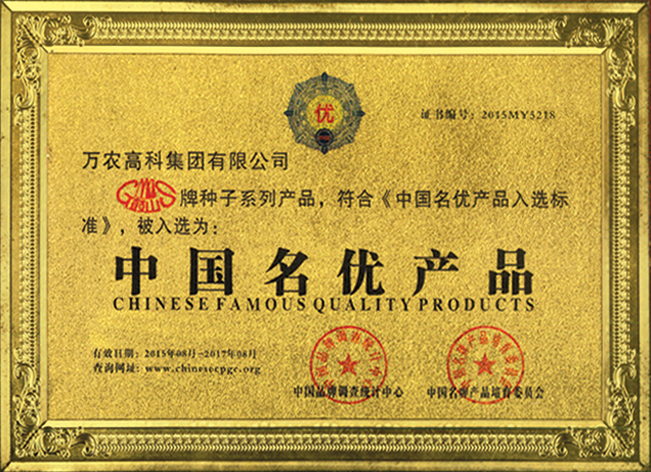 优
证书编号：2015MY5218
万农高科集团有限公司
牌种子系列产品，符合《中国名优产品入选标
准》，被入选为：
中国名优产品
CHINESE FAMOUS QUALITY PRODUCTS
有效日期：2015年08月-2017年08月
查询网址：www.chinesecpgc.org
中国品牌调查统计中心
中国名牌产品培育委员会